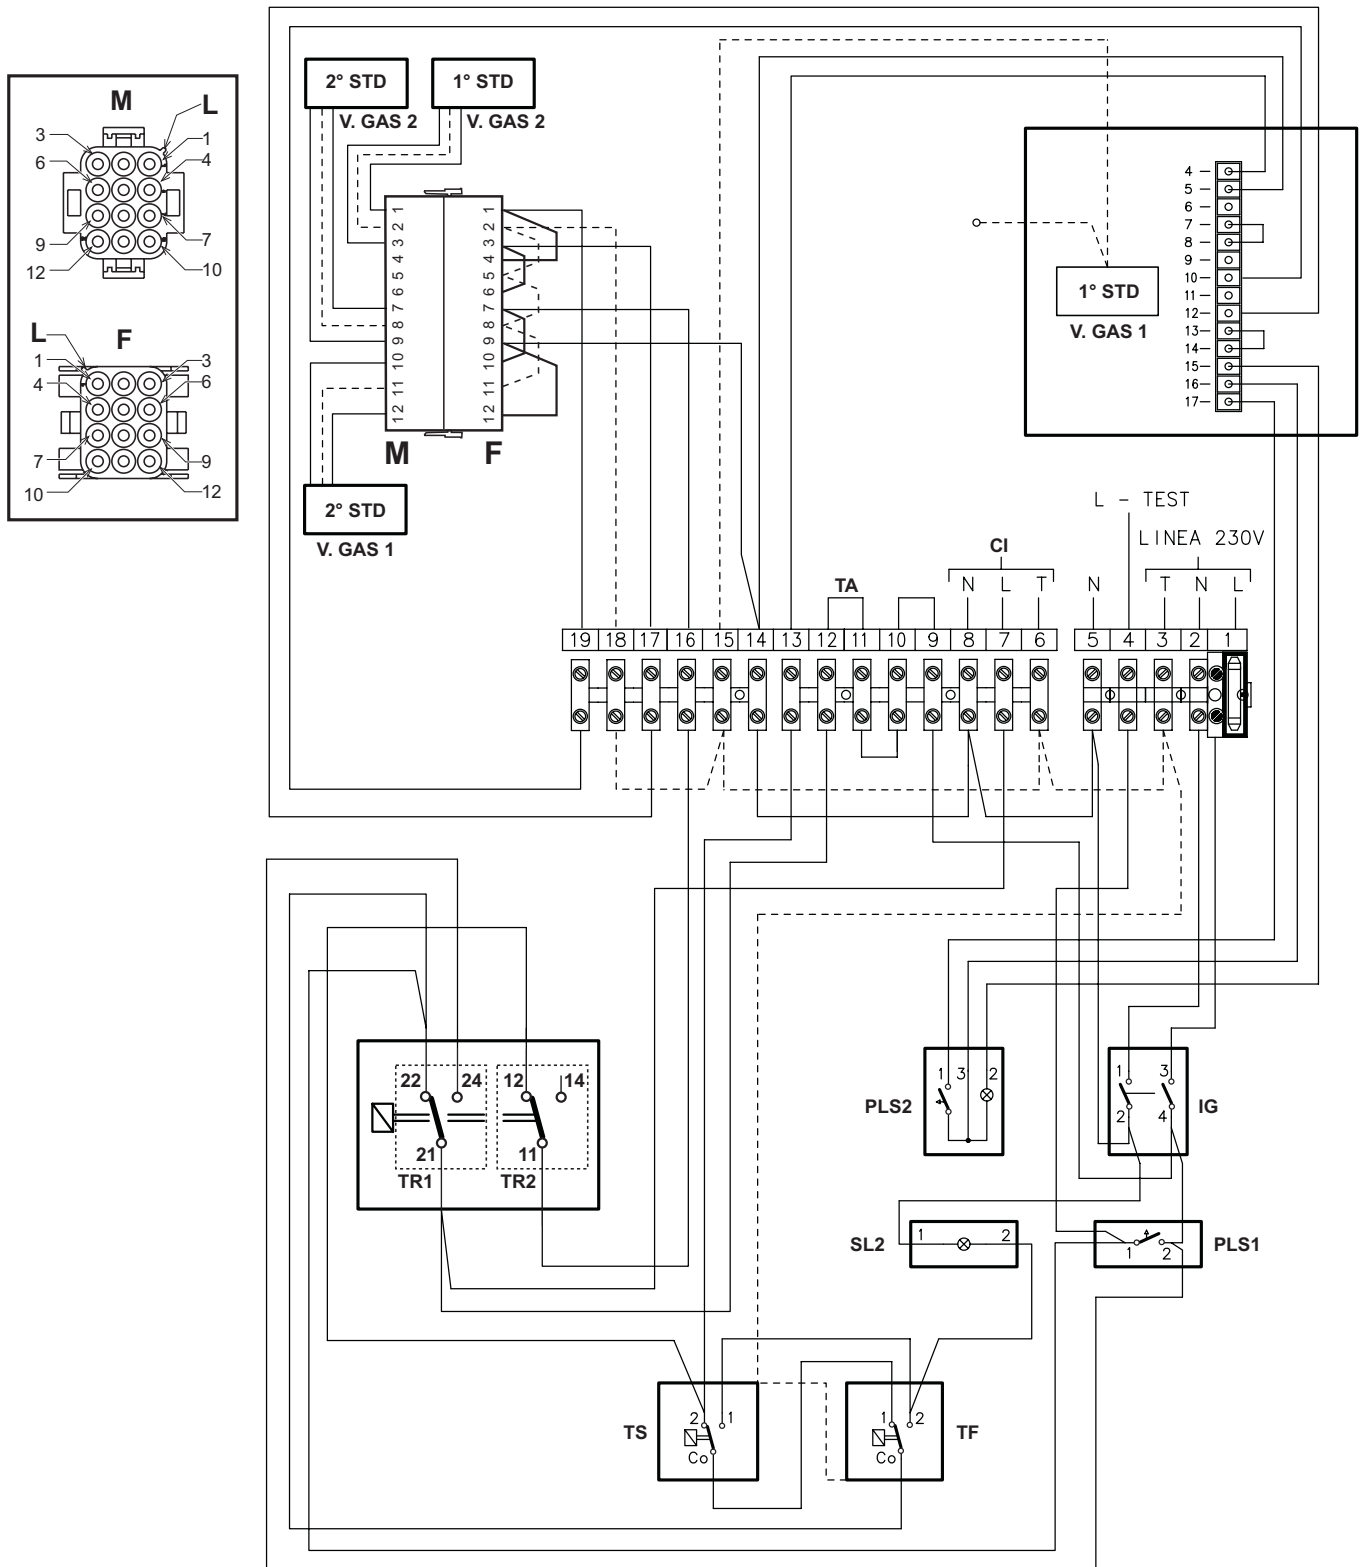 M
L
3
1
6
4
9
7
12
10
L
F
1
3
4
6
7
9
10
12
2° STD
V. GAS 2
1° STD
V. GAS 2
1 2 3 4 5 6 7 8 9 10 11 12
1 2 3 4 5 6 7 8 9 10 11 12
M
F
2° STD
V. GAS 1
1° STD
V. GAS 1
4
5
6
7
8
9
10
11
12
13
14
15
16
17
L - TEST
LINEA 230V
CI
TA
N L T
N
T N L
19 18 17 16 15 14 13 12 11 10 9 8 7 6
5 4 3 2 1
22 24
12 14
21
11
TR1
TR2
PLS2
1 3 2
IG
1 3
2 4
SL2
1 2
PLS1
1 2
TS
2 1
Co
TF
1 2
Co